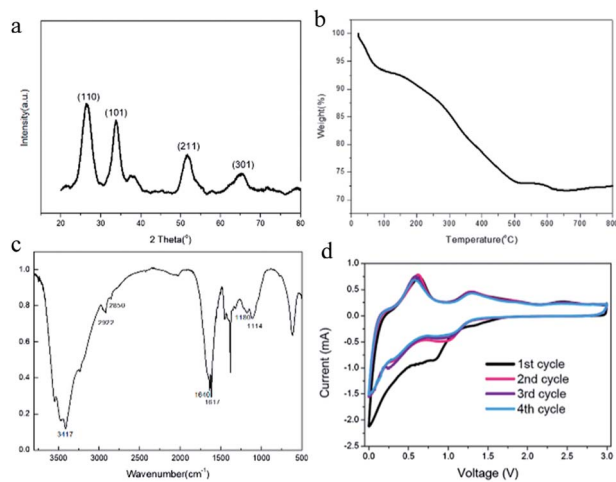 a
(110)
(101)
(211)
(301)
Intensity(a.u.)
20 30 40 50 60 70 80
2 Theta(°)
b
100
95
90
85
80
75
70
Weight(%)
0 100 200 300 400 500 600 700 800
Temperature(°C)
c
1.0
0.8
0.6
0.4
0.2
0.0
2922
2850
3417
1640
1617
1180
1114
3500 3000 2500 2000 1500 1000 500
Wavenumber(cm⁻¹)
d
1.0
0.5
0.0
-0.5
-1.0
-1.5
-2.0
-2.5
Current (mA)
1st cycle
2nd cycle
3rd cycle
4th cycle
0.0 0.5 1.0 1.5 2.0 2.5 3.0
Voltage (V)